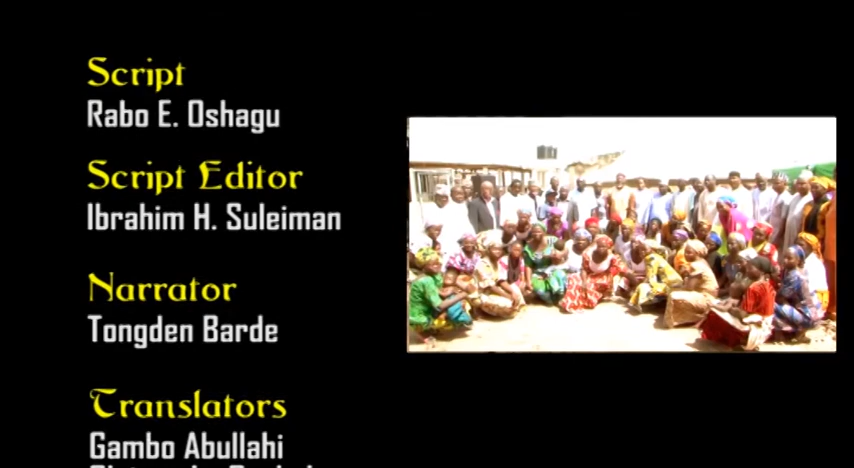 Script
Rabo E. Oshagu
Script Editor
Ibrahim H. Suleiman
Narrator
Tongden Barde
Translators
Gambo Abullahi